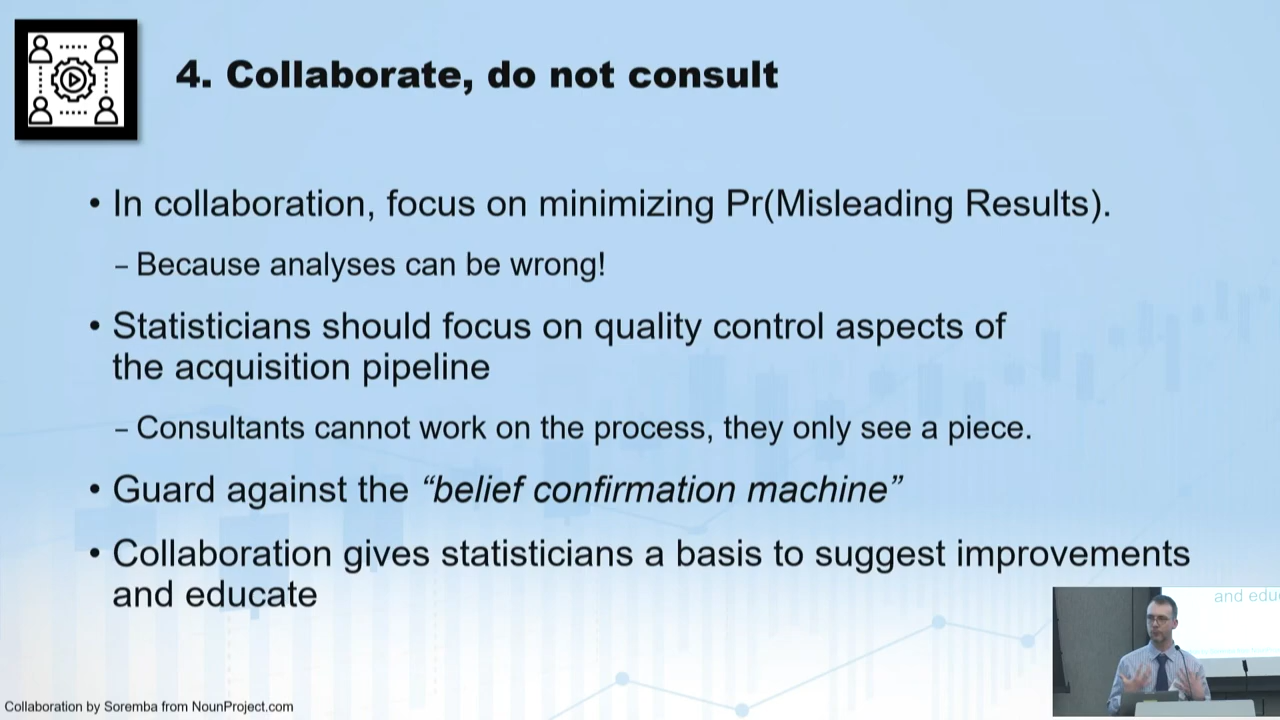 4. Collaborate, do not consult
• In collaboration, focus on minimizing Pr(Misleading Results).
– Because analyses can be wrong!
• Statisticians should focus on quality control aspects of
the acquisition pipeline
– Consultants cannot work on the process, they only see a piece.
• Guard against the “belief confirmation machine”
• Collaboration gives statisticians a basis to suggest improvements
and educate
and edu
Collaboration by Soremba from NounProject.com